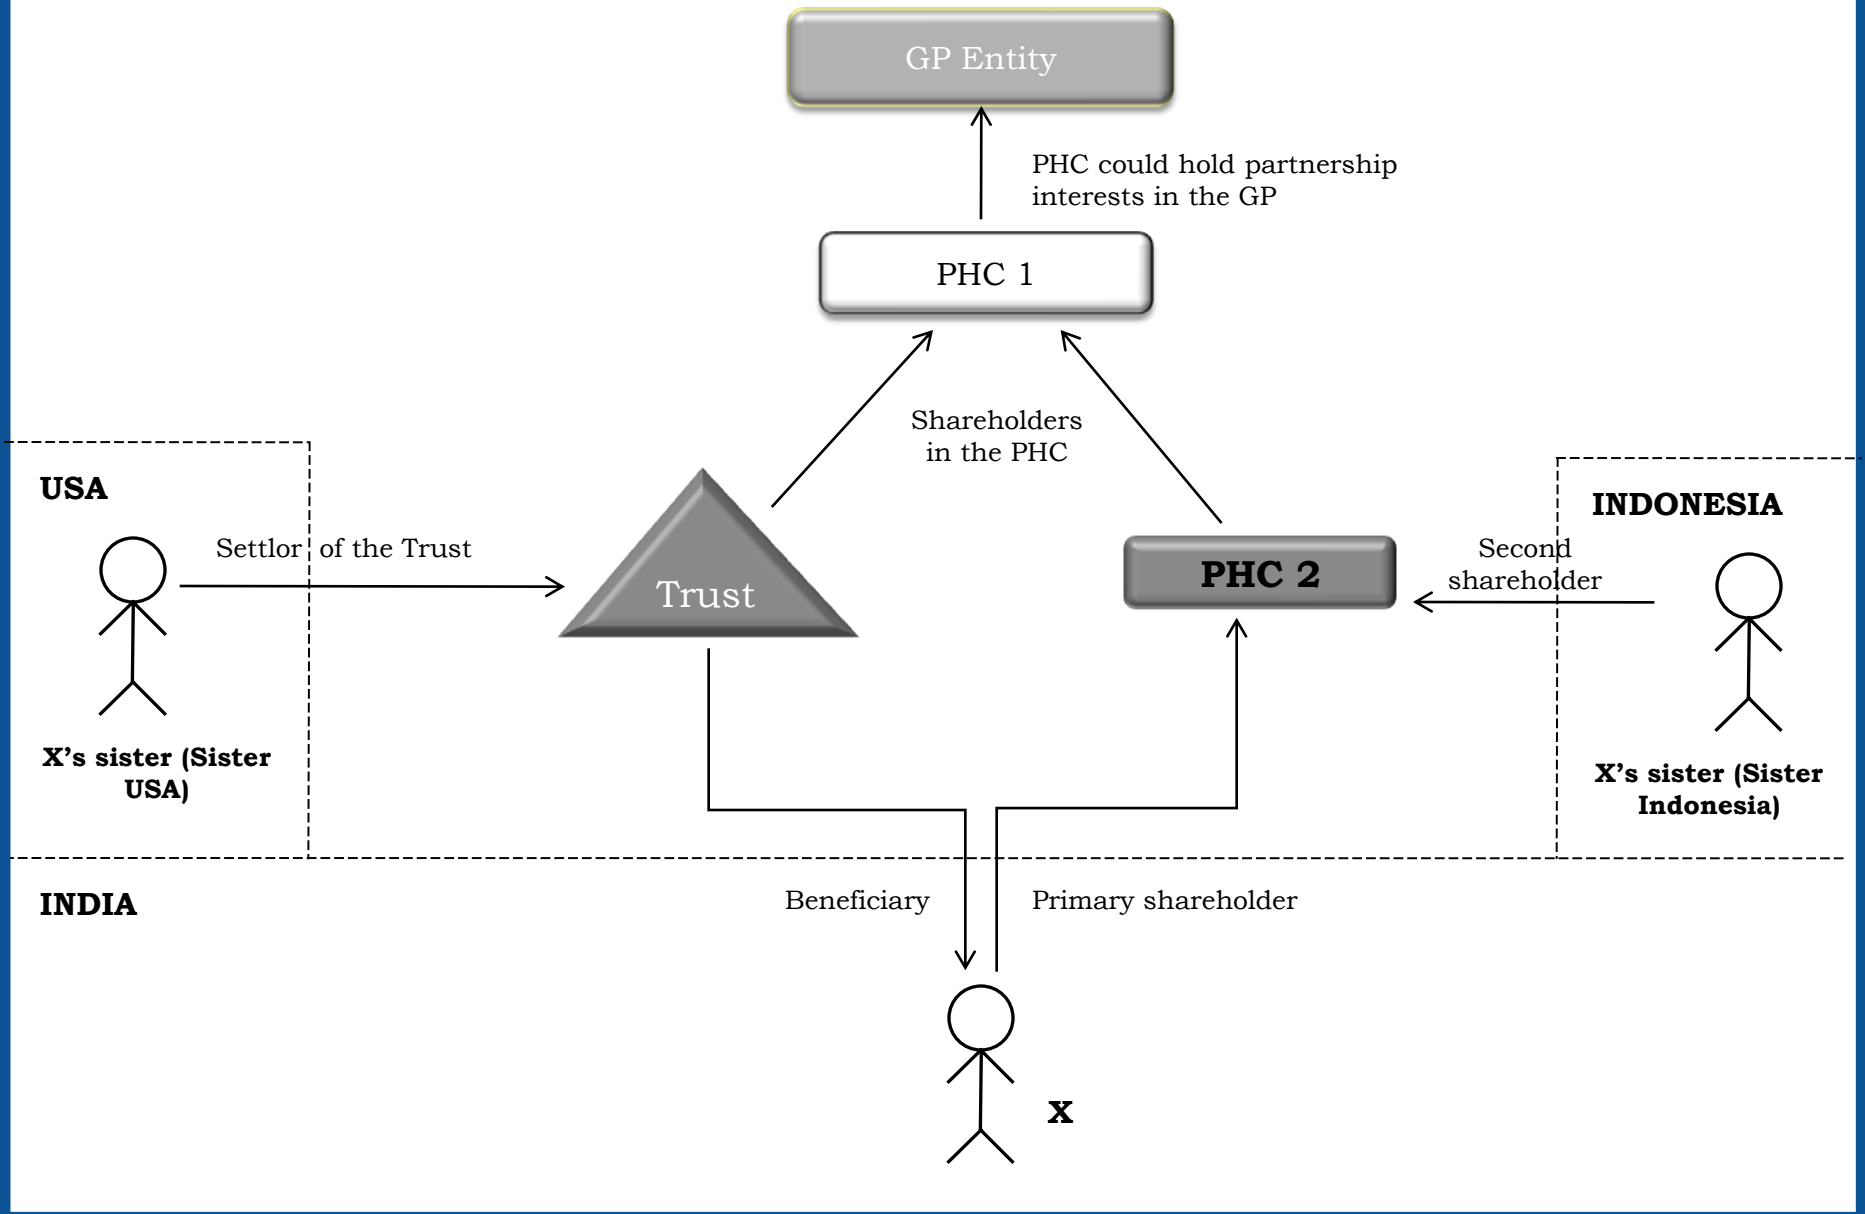 GP Entity
PHC could hold partnership
interests in the GP
PHC 1
Shareholders
in the PHC
USA
INDONESIA
Settlor of the Trust
Second
shareholder
Trust
PHC 2
X’s sister (Sister
USA)
X’s sister (Sister
Indonesia)
INDIA
Beneficiary
Primary shareholder
X